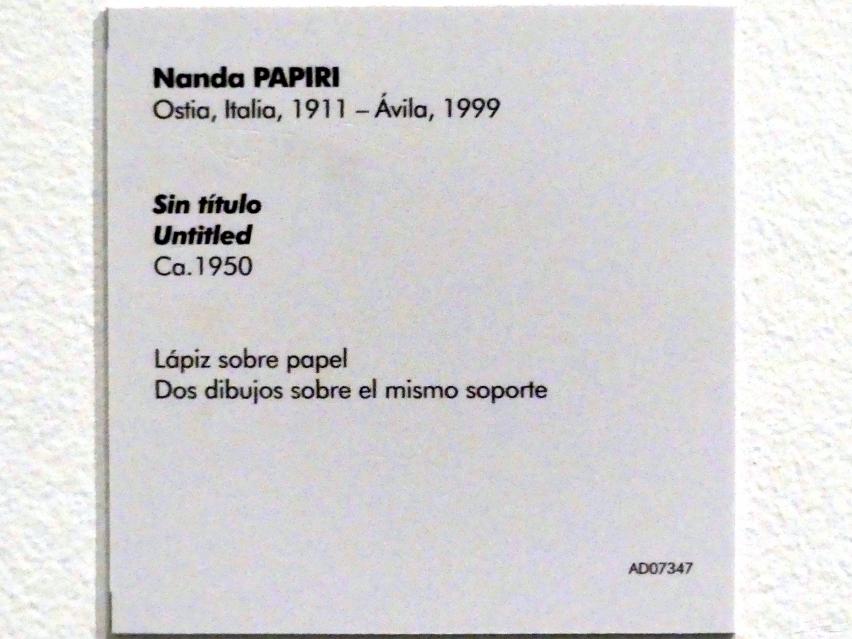 Nanda PAPIRI
Ostia, Italia, 1911 – Ávila, 1999
Sin título
Untitled
Ca.1950
Lápiz sobre papel
Dos dibujos sobre el mismo soporte
AD07347